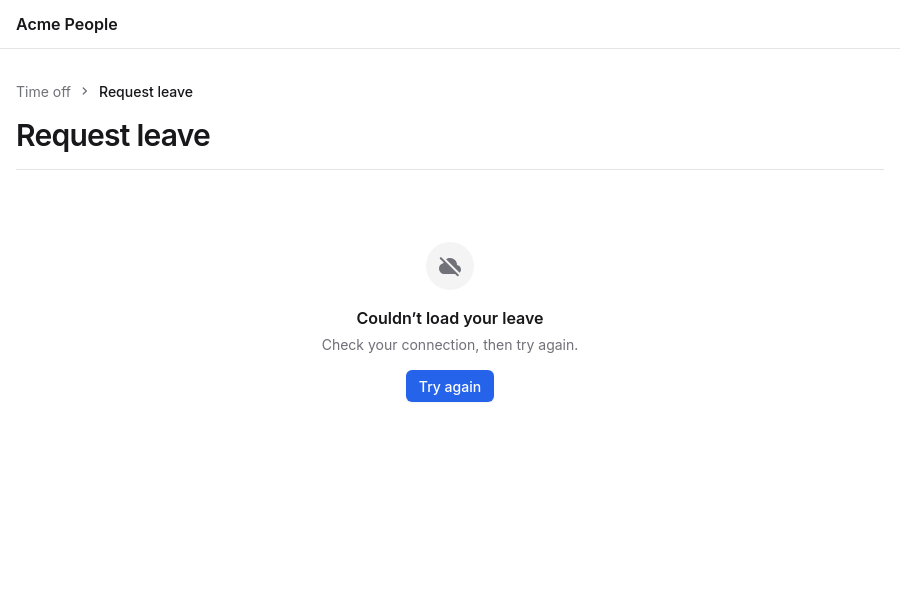 Acme People
Time off > Request leave
Request leave
Couldn’t load your leave
Check your connection, then try again.
Try again